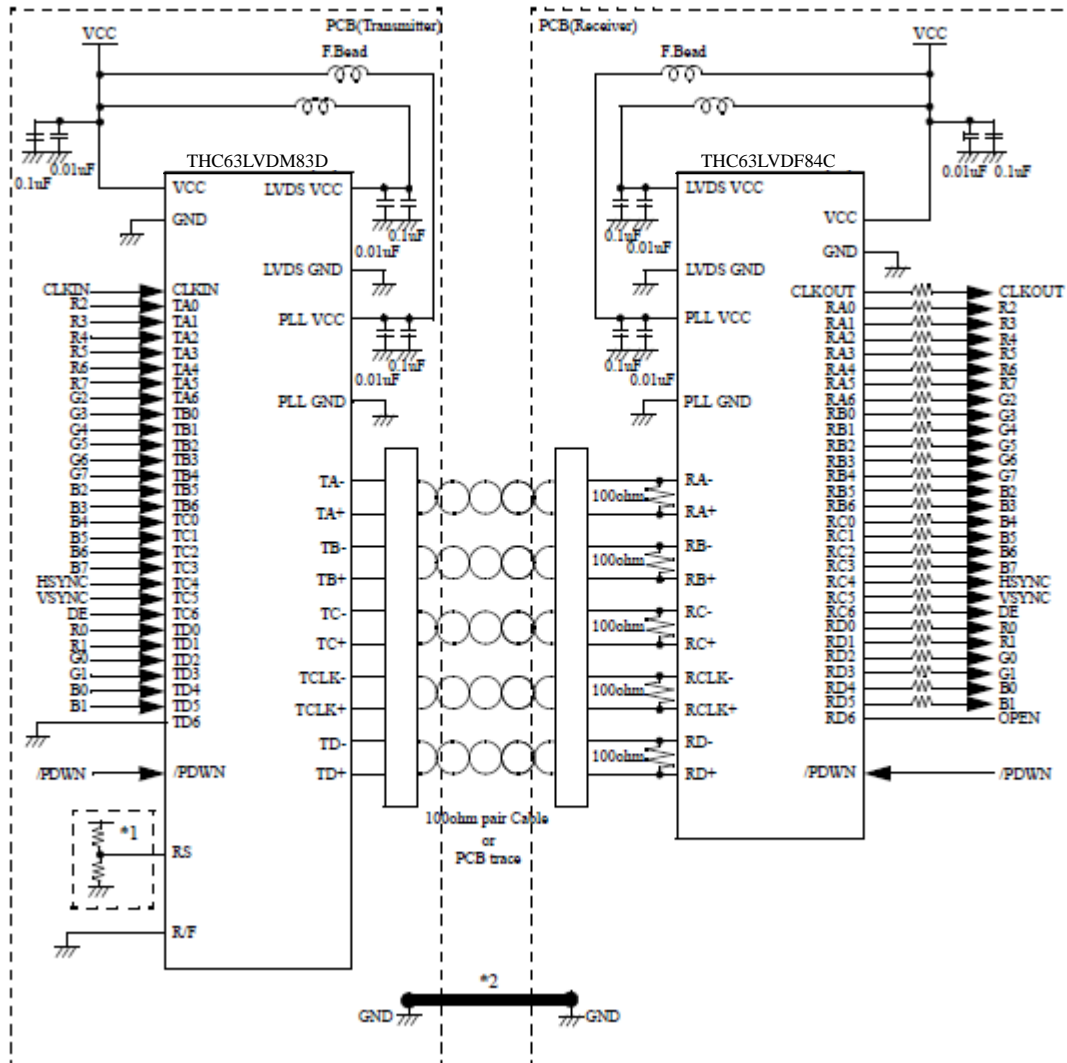 PCB(Transmitter)
PCB(Receiver)
VCC
F.Bead
F.Bead
VCC
0.01uF
0.1uF
0.01uF 0.1uF
THC63LVDM83D
THC63LVDF84C
VCC
LVDS VCC
LVDS VCC
VCC
GND
0.1uF
0.01uF
0.1uF
0.01uF
GND
LVDS GND
LVDS GND
PLL VCC
PLL VCC
0.1uF
0.01uF
0.1uF
0.01uF
PLL GND
PLL GND
CLKIN CLKIN
R2 TA0
R3 TA1
R4 TA2
R5 TA3
R6 TA4
R7 TA5
G2 TA6
G3 TB0
G4 TB1
G5 TB2
G6 TB3
G7 TB4
B2 TB5
B3 TB6
B4 TC0
B5 TC1
B6 TC2
B7 TC3
HSYNC TC4
VSYNC TC5
DE TC6
R0 TD0
R1 TD1
G0 TD2
G1 TD3
B0 TD4
B1 TD5
TD6
/PDWN /PDWN
*1
RS
R/F
TA-
TA+
TB-
TB+
TC-
TC+
TCLK-
TCLK+
TD-
TD+
100ohm pair Cable
or
PCB trace
100ohm
100ohm
100ohm
100ohm
100ohm
RA-
RA+
RB-
RB+
RC-
RC+
RCLK-
RCLK+
RD-
RD+
CLKOUT CLKOUT
RA0 R2
RA1 R3
RA2 R4
RA3 R5
RA4 R6
RA5 R7
RA6 G2
RB0 G3
RB1 G4
RB2 G5
RB3 G6
RB4 G7
RB5 B2
RB6 B3
RC0 B4
RC1 B5
RC2 B6
RC3 B7
RC4 HSYNC
RC5 VSYNC
RC6 DE
RD0 R0
RD1 R1
RD2 G0
RD3 G1
RD4 B0
RD5 B1
RD6 OPEN
/PDWN /PDWN
*2
GND GND